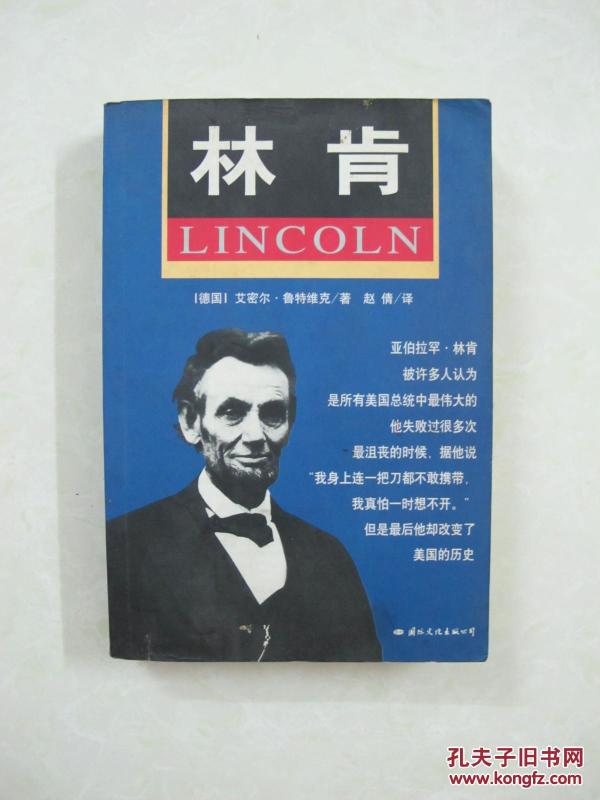 林肯
LINCOLN
[德国] 艾密尔·鲁特维克/著 赵 倩/译
亚伯拉罕·林肯
被许多人认为
是所有美国总统中最伟大的
他失败过很多次
最沮丧的时候，据他说
“我身上连一把刀都不敢携带，
我真怕一时想不开。”
但是最后他却改变了
美国的历史
国际文化出版公司
孔夫子旧书网
www.kongfz.com